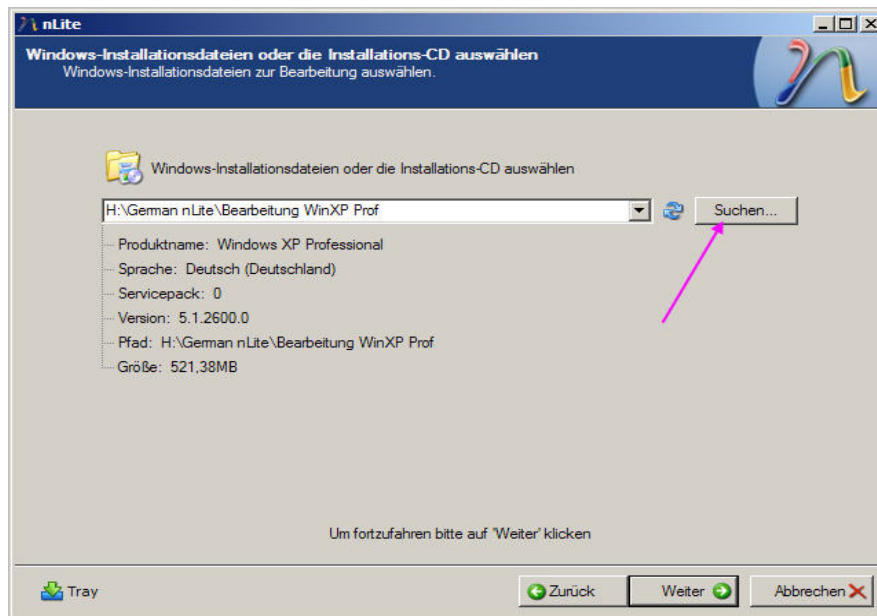 nLite
Windows-Installationsdateien oder die Installations-CD auswählen
Windows-Installationsdateien zur Bearbeitung auswählen.
Windows-Installationsdateien oder die Installations-CD auswählen
H:\German nLite\Bearbeitung WinXP Prof
Suchen...
Produktname: Windows XP Professional
Sprache: Deutsch (Deutschland)
Servicepack: 0
Version: 5.1.2600.0
Pfad: H:\German nLite\Bearbeitung WinXP Prof
Größe: 521,38MB
Um fortzufahren bitte auf 'Weiter' klicken
Tray
Zurück
Weiter
Abbrechen